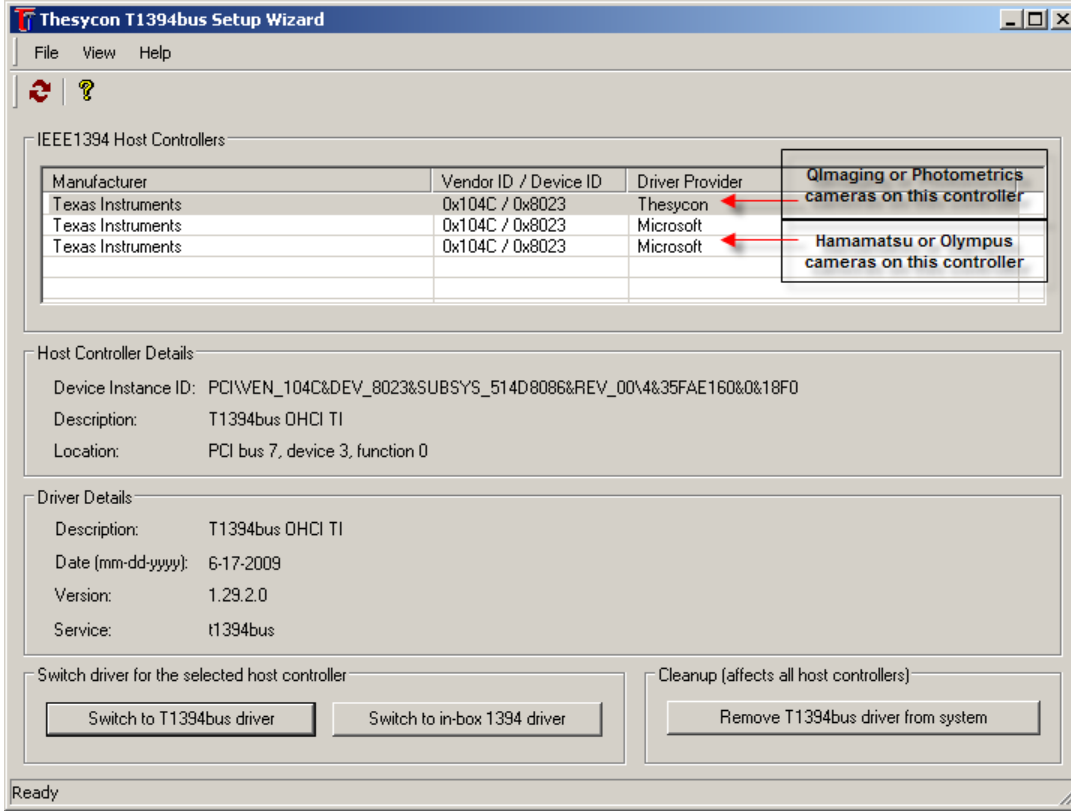 Thesycon T1394bus Setup Wizard
File View Help
IEEE1394 Host Controllers
Manufacturer Vendor ID / Device ID Driver Provider
Texas Instruments 0x104C / 0x8023 Thesycon
Texas Instruments 0x104C / 0x8023 Microsoft
Texas Instruments 0x104C / 0x8023 Microsoft
QImaging or Photometrics
cameras on this controller
Hamamatsu or Olympus
cameras on this controller
Host Controller Details
Device Instance ID: PCI\VEN_104C&DEV_8023&SUBSYS_514D8086&REV_00\4&35FAE160&0&18F0
Description: T1394bus OHCI TI
Location: PCI bus 7, device 3, function 0
Driver Details
Description: T1394bus OHCI TI
Date (mm-dd-yyyy): 6-17-2009
Version: 1.29.2.0
Service: t1394bus
Switch driver for the selected host controller
Switch to T1394bus driver Switch to in-box 1394 driver
Cleanup (affects all host controllers)
Remove T1394bus driver from system
Ready